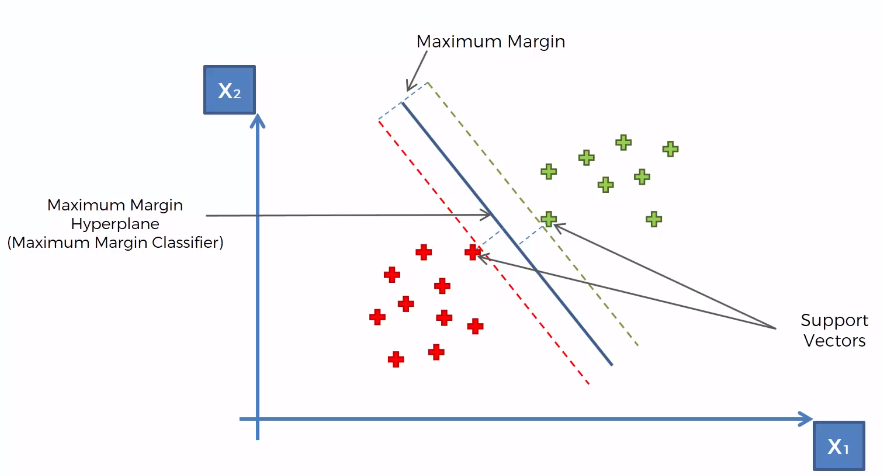 Maximum Margin
X₂
Maximum Margin
Hyperplane
(Maximum Margin Classifier)
Support
Vectors
X₁